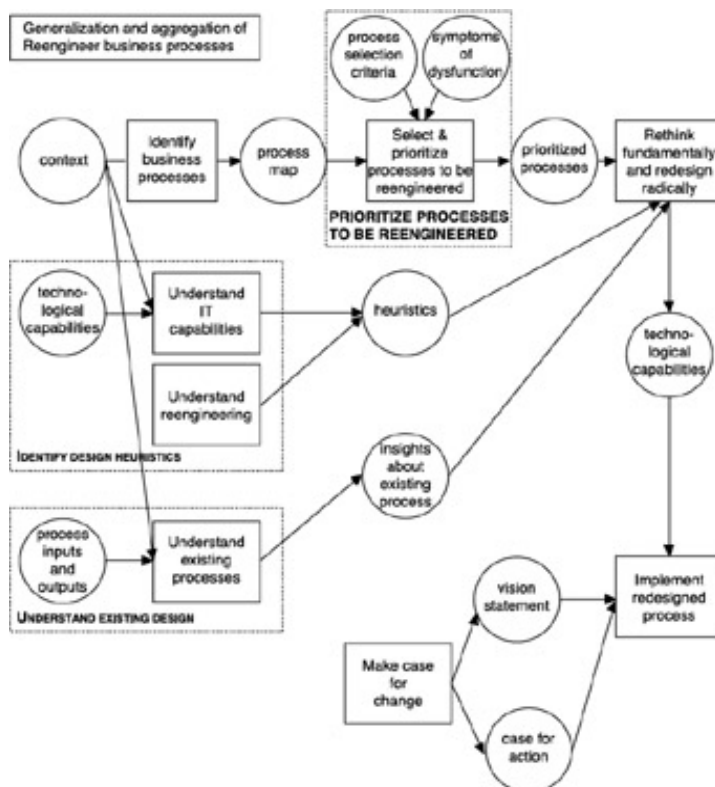 Generalization and aggregation of
Reengineer business processes
process
selection
criteria
symptoms
of
dysfunction
context
Identify
business
processes
process
map
Select &
prioritize
processes to be
reengineered
prioritized
processes
Rethink
fundamentally
and redesign
radically
PRIORITIZE PROCESSES
TO BE REENGINEERED
techno-
logical
capabilities
Understand
IT
capabilities
heuristics
techno-
logical
capabilities
Understand
reengineering
IDENTIFY DESIGN HEURISTICS
insights about
existing
process
process
inputs
and
outputs
Understand
existing
processes
UNDERSTAND EXISTING DESIGN
vision
statement
Implement
redesigned
process
Make case
for
change
case for
action